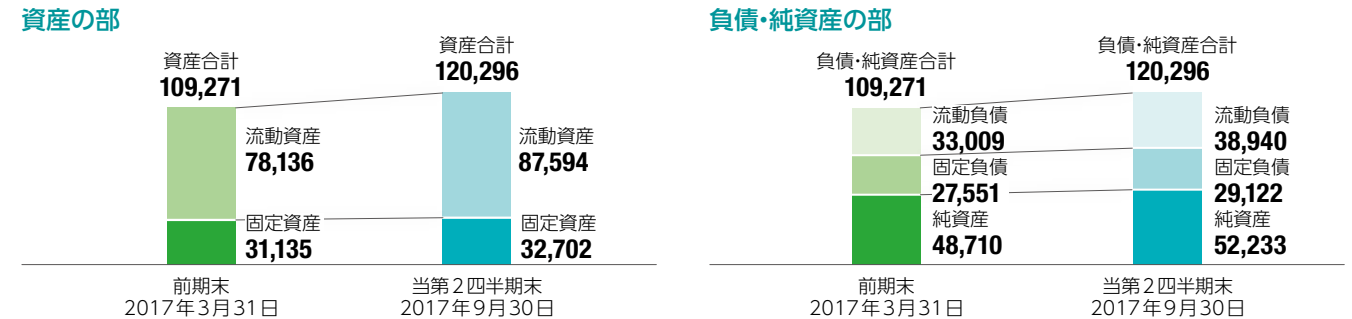 資産の部
資産合計
109,271
流動資産
78,136
固定資産
31,135
前期末
2017年3月31日
資産合計
120,296
流動資産
87,594
固定資産
32,702
当第2四半期末
2017年9月30日
負債・純資産の部
負債・純資産合計
109,271
流動負債
33,009
固定負債
27,551
純資産
48,710
前期末
2017年3月31日
負債・純資産合計
120,296
流動負債
38,940
固定負債
29,122
純資産
52,233
当第2四半期末
2017年9月30日